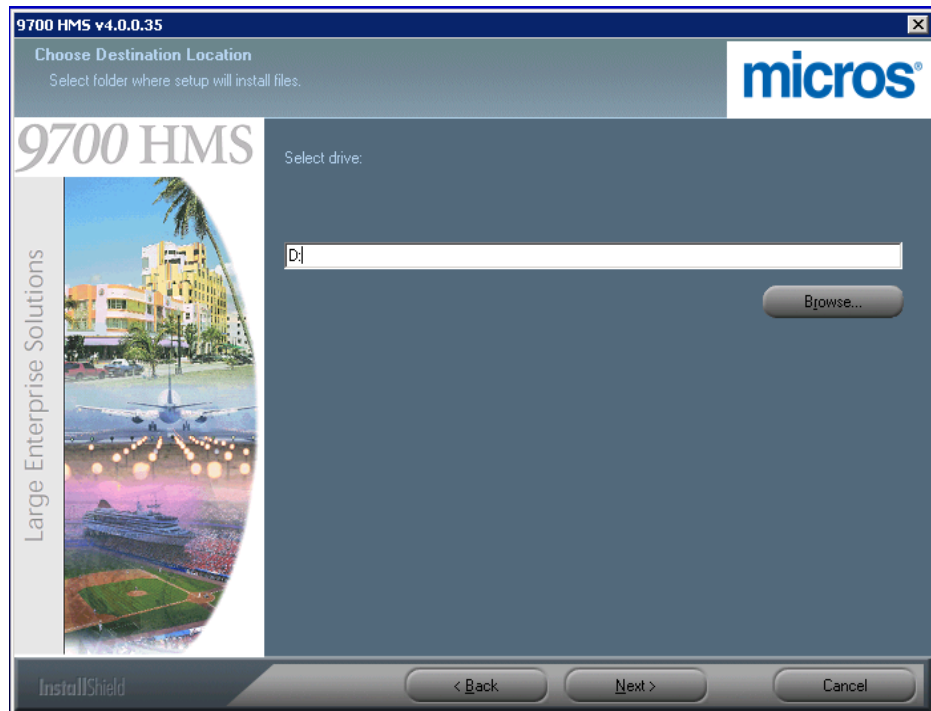 9700 HMS v4.0.0.35
Choose Destination Location
Select folder where setup will install files.
micros®
9700 HMS
Large Enterprise Solutions
Select drive:
D:
Browse...
InstallShield
< Back
Next >
Cancel